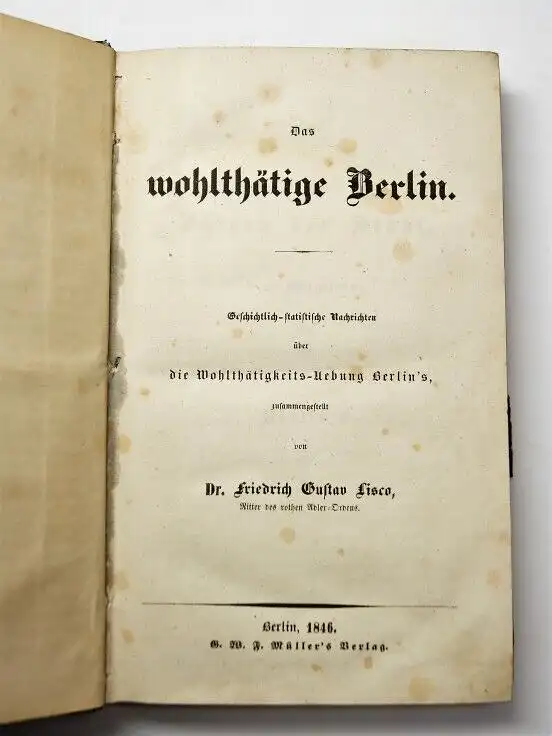 Das
wohlthätige Berlin.
Geschichtlich-statistische Nachrichten
über
die Wohlthätigkeits-Uebung Berlin's,
zusammengestellt
von
Dr. Friedrich Gustav Lisco,
Ritter des rothen Adler-Ordens.
Berlin, 1846.
G. W. F. Müller's Verlag.